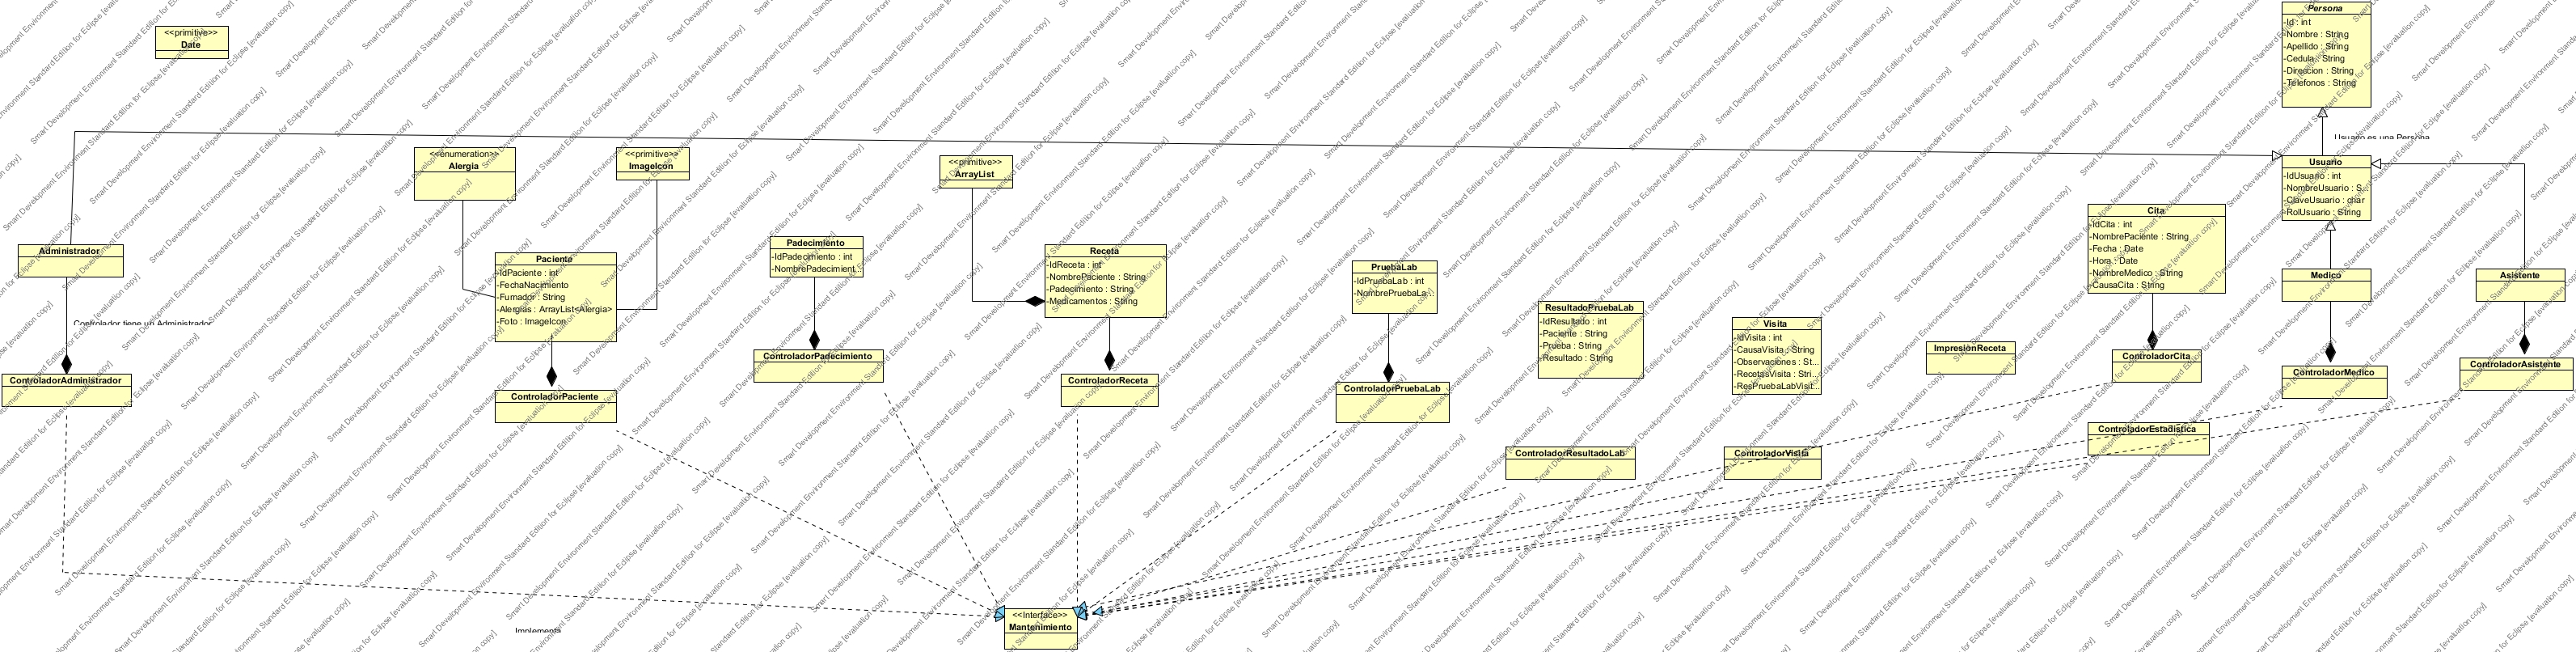 <<primitive>>
Date
Persona
-Id : int
-Nombre : String
-Apellido : String
-Cedula : String
-Direccion : String
-Telefonos : String
Usuario es una Persona
<<enumeration>>
Alergia
<<primitive>>
ImageIcon
<<primitive>>
ArrayList
Usuario
-IdUsuario : int
-NombreUsuario : S...
-ClaveUsuario : char
-RolUsuario : String
Administrador
Paciente
-IdPaciente : int
-FechaNacimiento
-Fumador : String
-Alergias : ArrayList<Alergia>
-Foto : ImageIcon
Padecimiento
-IdPadecimiento : int
-NombrePadecimient...
Receta
-IdReceta : int
-NombrePaciente : String
-Padecimiento : String
-Medicamentos : String
PruebaLab
-IdPruebaLab : int
-NombrePruebaLa...
ResultadoPruebaLab
-IdResultado : int
-Paciente : String
-Prueba : String
-Resultado : String
Visita
-IdVisita : int
-CausaVisita : String
-Observaciones : St...
-RecetasVisita : Stri...
-ResPruebaLabVisit...
ImpresionReceta
Cita
-IdCita : int
-NombrePaciente : String
-Fecha : Date
-Hora : Date
-NombreMedico : String
-CausaCita : String
Medico
Asistente
Controlador tiene un Administrador
ControladorAdministrador
ControladorPaciente
ControladorPadecimiento
ControladorReceta
ControladorPruebaLab
ControladorCita
ControladorMedico
ControladorAsistente
ControladorResultadoLab
ControladorVisita
ControladorEstadistica
Implementa
<<Interface>>
Mantenimiento
Smart Development Environment Standard Edition for Eclipse [evaluation copy]